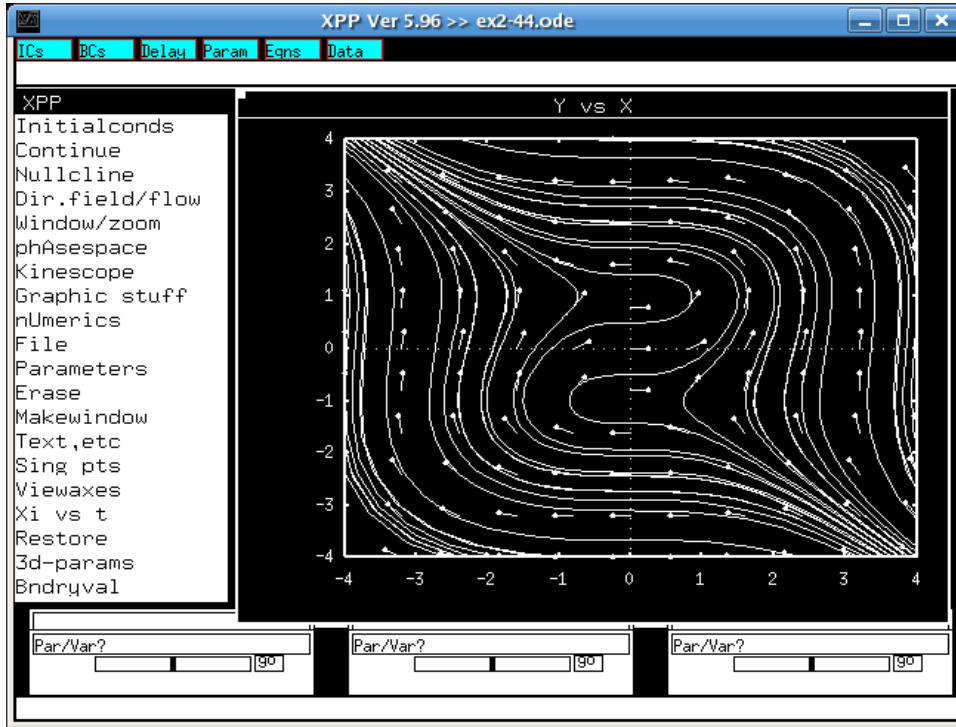 XPP Ver 5.96 >> ex2-44.ode
ICs BCs Delay Param Eqns Data
XPP
Initialconds
Continue
Nullcline
Dir.field/flow
Window/zoom
phAsespace
Kinescope
Graphic stuff
nUmerics
File
Parameters
Erase
Makewindow
Text,etc
Sing pts
Viewaxes
Xi vs t
Restore
3d-params
Bndryval
Y vs X
4
3
2
1
0
-1
-2
-3
-4
-4 -3 -2 -1 0 1 2 3 4
Par/Var? Par/Var? Par/Var?
go go go